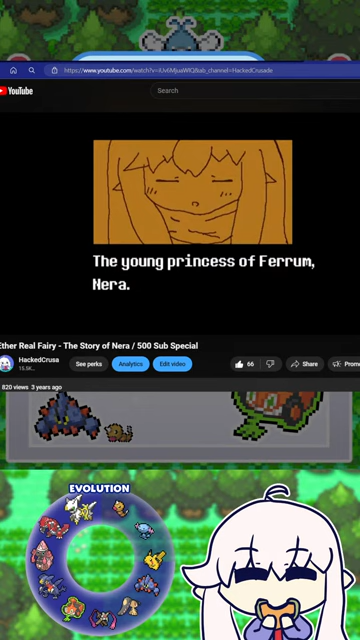 https://www.youtube.com/watch?v=iUv6MjuaWlQ&ab_channel=HackedCrusade
YouTube
Search
The young princess of Ferrum,
Nera.
Ether Real Fairy - The Story of Nera / 500 Sub Special
HackedCrusa
15.5K...
See perks
Analytics
Edit video
66
Share
Promo
820 views 3 years ago
EVOLUTION